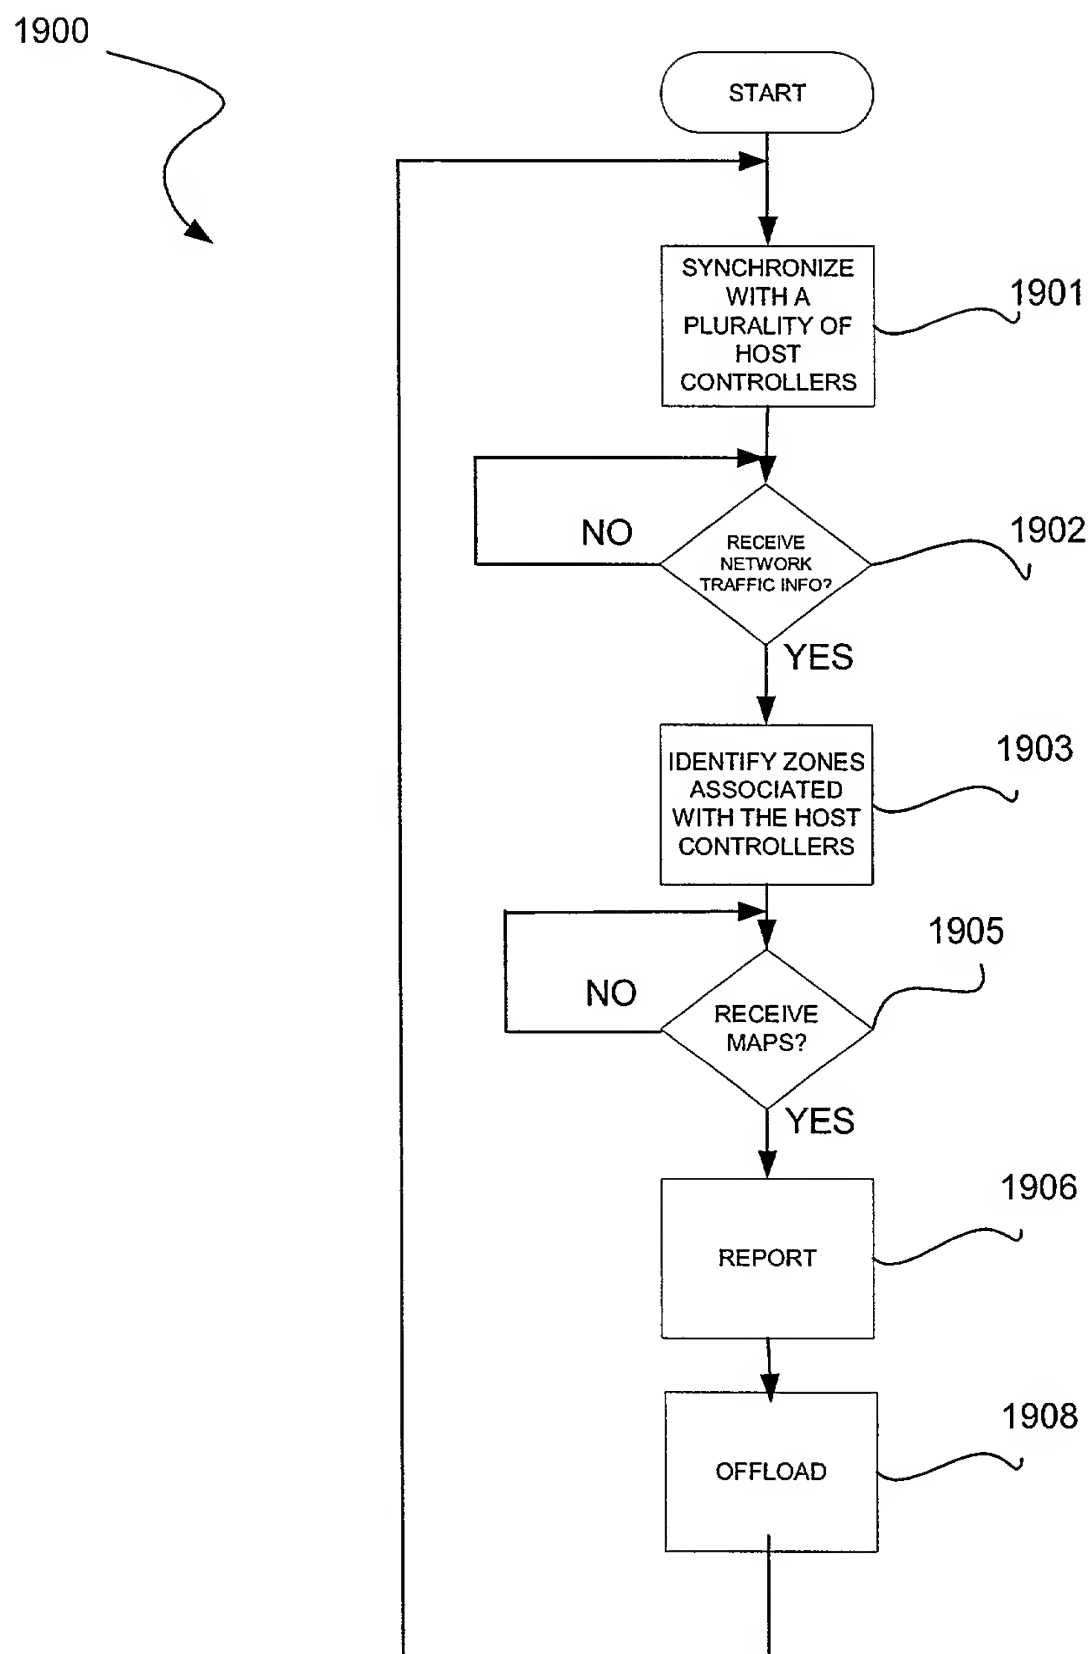 1900
START
SYNCHRONIZE
WITH A
PLURALITY OF
HOST
CONTROLLERS
1901
NO
RECEIVE
NETWORK
TRAFFIC INFO?
1902
YES
IDENTIFY ZONES
ASSOCIATED
WITH THE HOST
CONTROLLERS
1903
NO
RECEIVE
MAPS?
1905
YES
REPORT
1906
OFFLOAD
1908